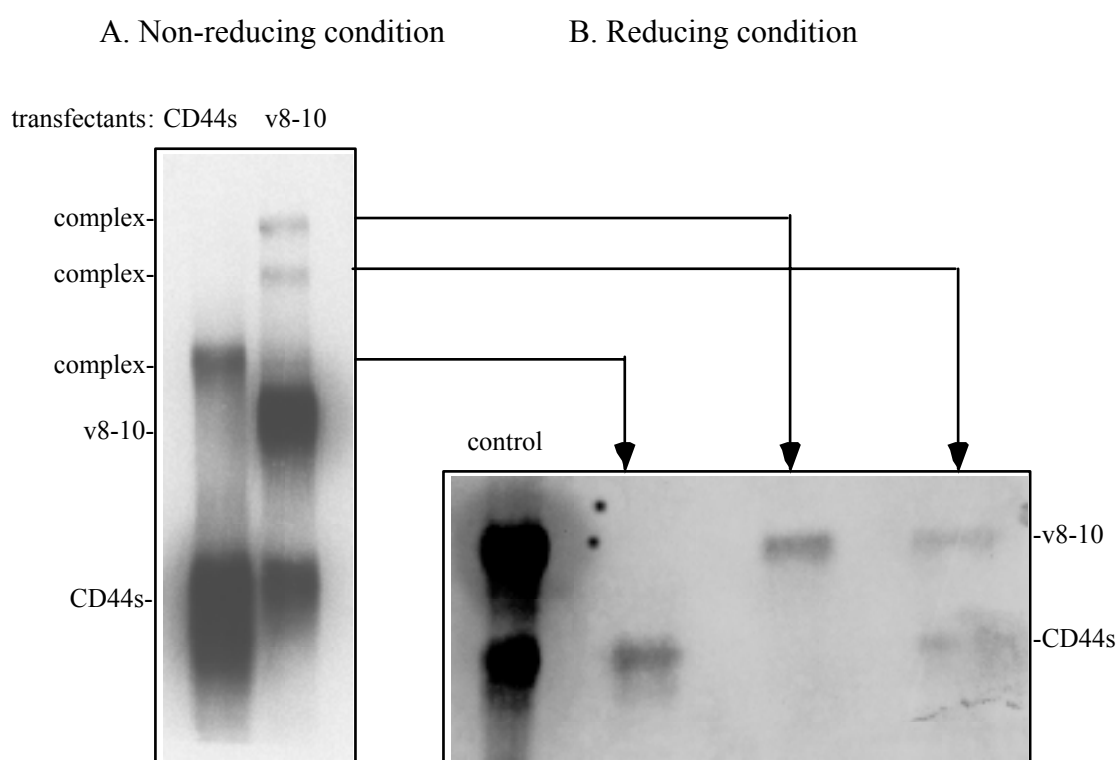 A. Non-reducing condition
B. Reducing condition
transfectants: CD44s v8-10
complex-
complex-
complex-
v8-10-
CD44s-
control
-v8-10
-CD44s